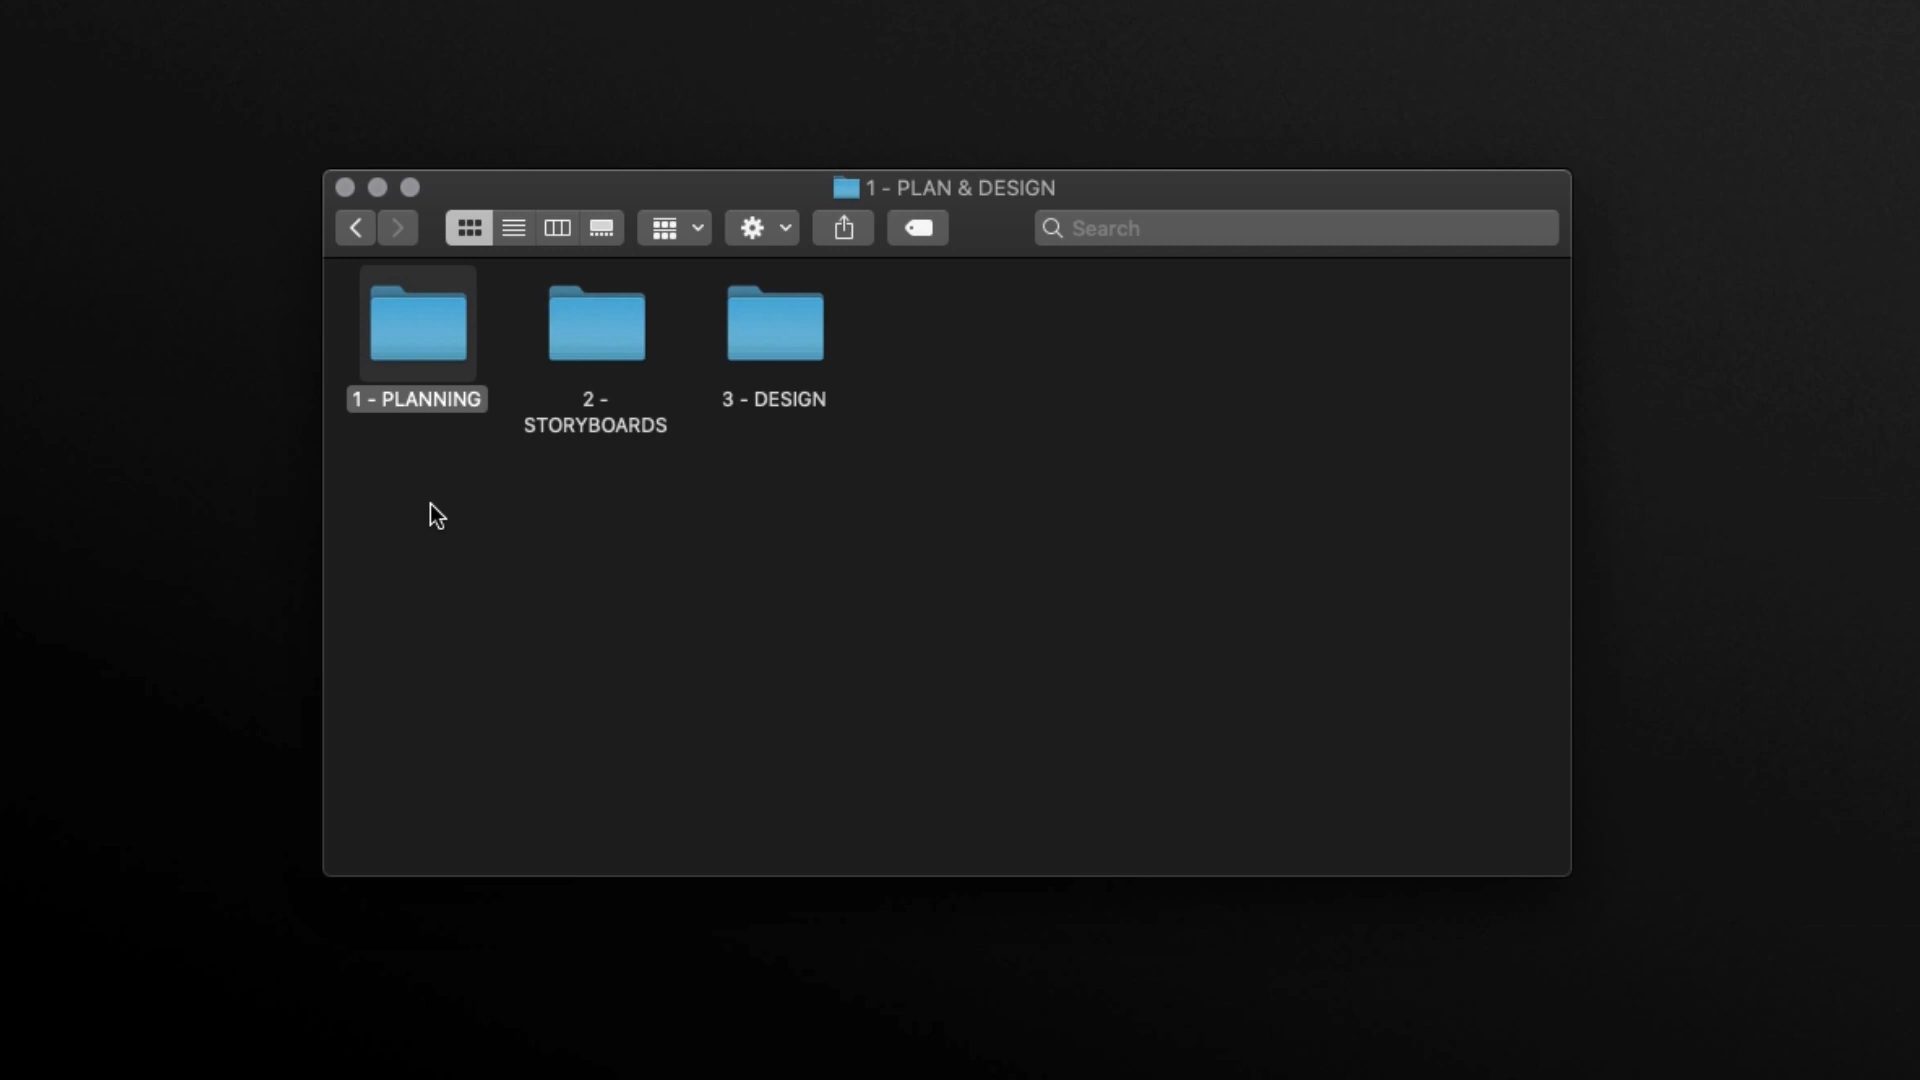 1 - PLAN & DESIGN
Search
1 - PLANNING
2 -
STORYBOARDS
3 - DESIGN